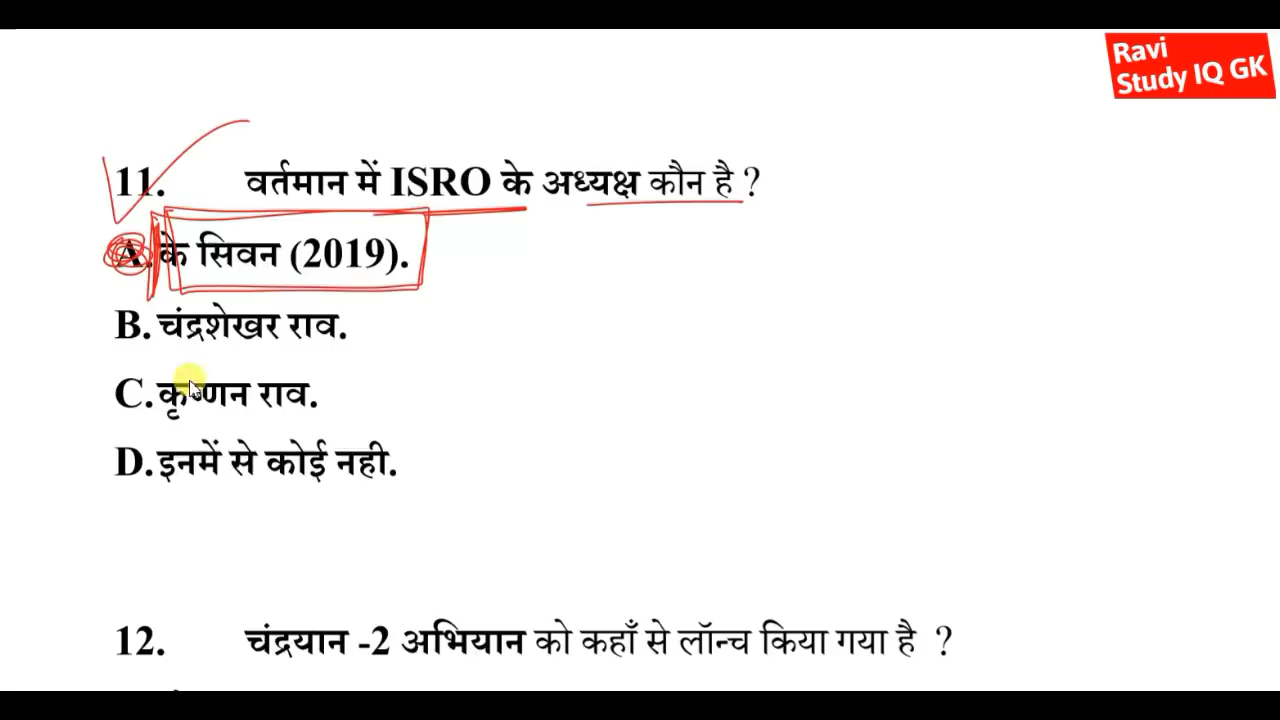 Ravi
Study IQ GK
11. वर्तमान में ISRO के अध्यक्ष कौन है ?
A. के सिवन (2019).
B. चंद्रशेखर राव.
C. कृष्णन राव.
D. इनमें से कोई नही.
12. चंद्रयान -2 अभियान को कहाँ से लॉन्च किया गया है ?